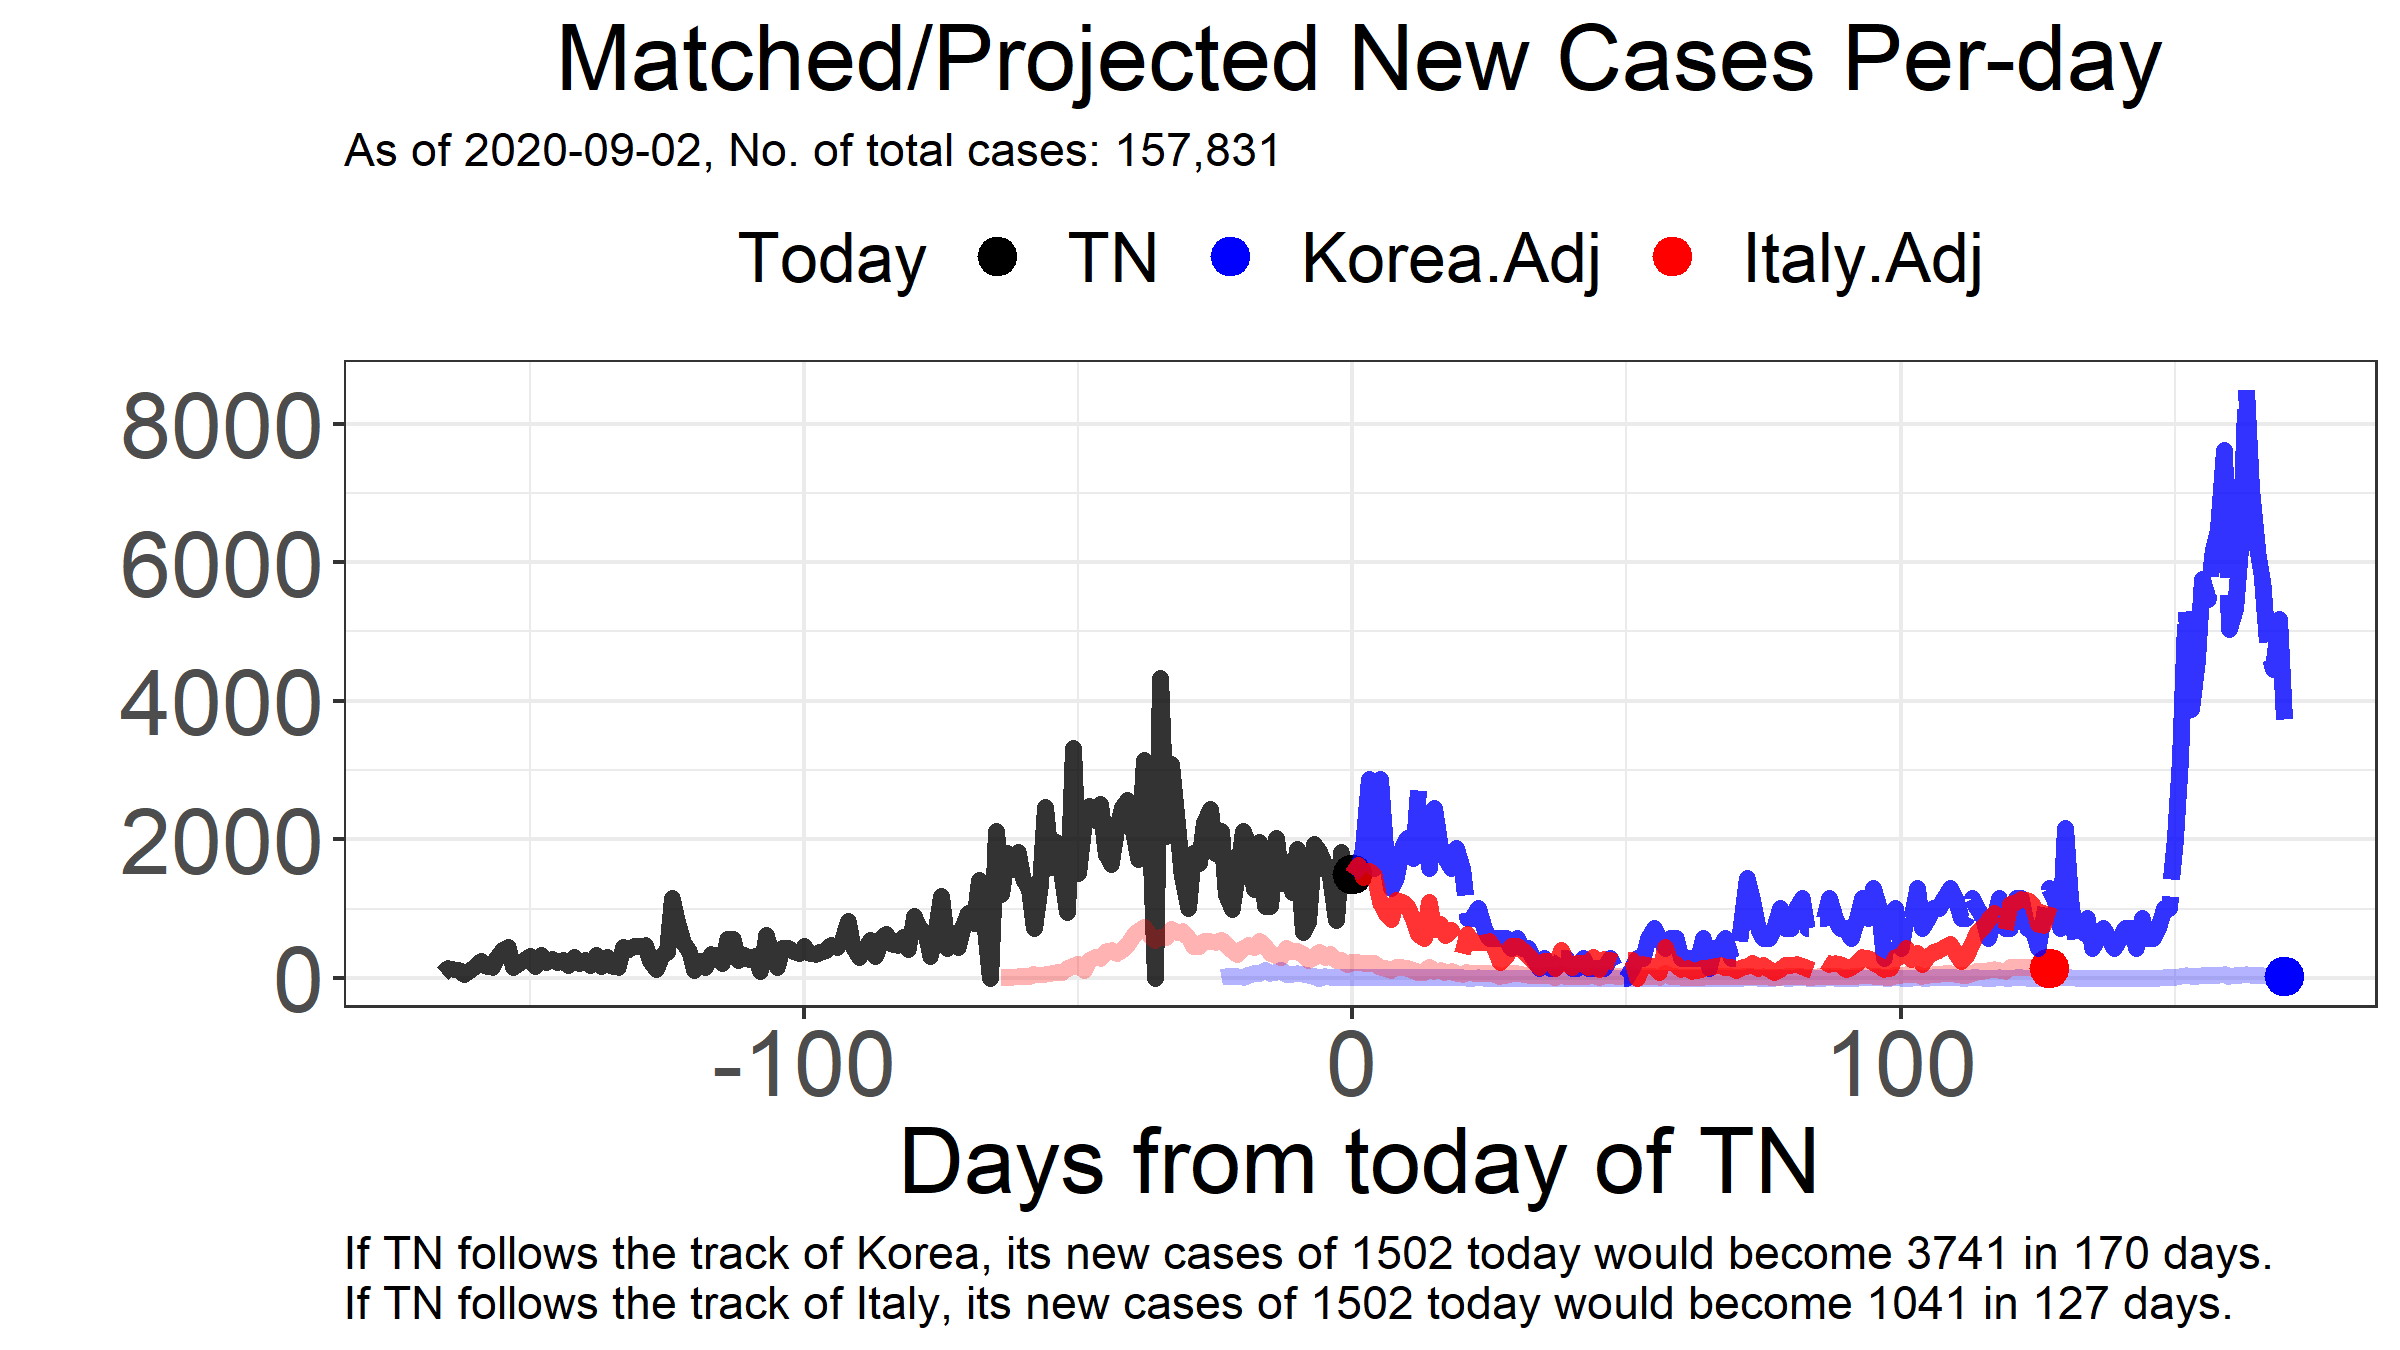 Matched/Projected New Cases Per-day
As of 2020-09-02, No. of total cases: 157,831
Today TN Korea.Adj Italy.Adj
8000
6000
4000
2000
0
-100 0 100
Days from today of TN
If TN follows the track of Korea, its new cases of 1502 today would become 3741 in 170 days.
If TN follows the track of Italy, its new cases of 1502 today would become 1041 in 127 days.